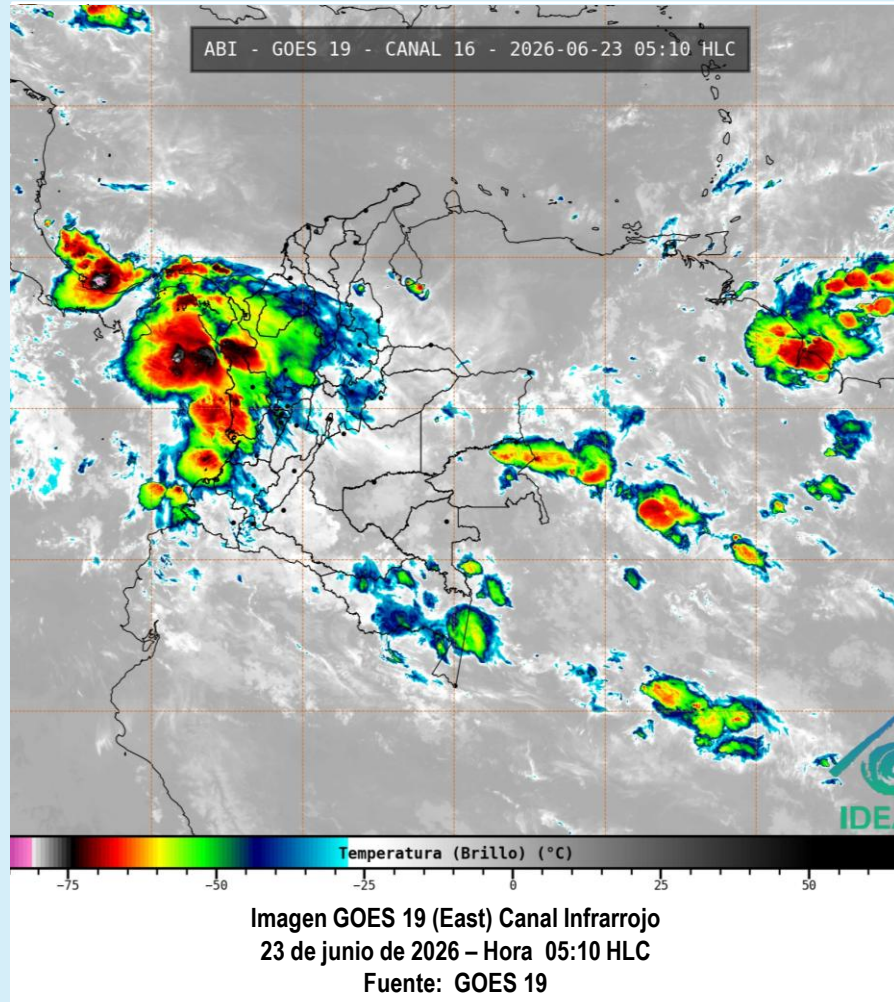 ABI - GOES 19 - CANAL 16 - 2026-06-23 05:10 HLC
Temperatura (Brillo) (°C)
−75 −50 −25 0 25 50
Imagen GOES 19 (East) Canal Infrarrojo
23 de junio de 2026 – Hora 05:10 HLC
Fuente: GOES 19